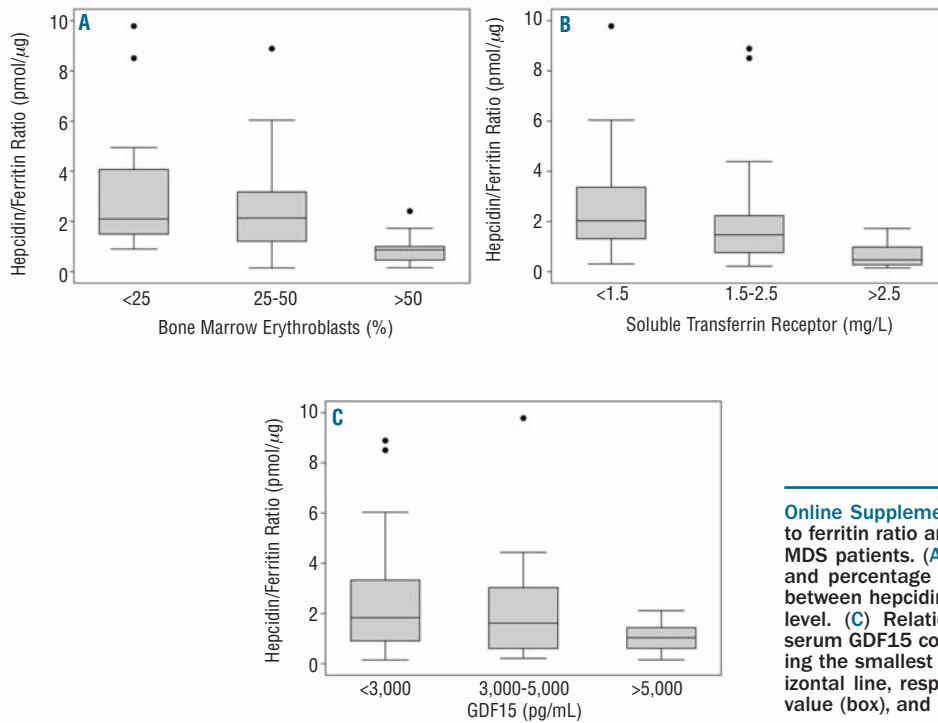 A
Hepcidin/Ferritin Ratio (pmol/µg)
10
8
6
4
2
0
<25 25-50 >50
Bone Marrow Erythroblasts (%)
B
Hepcidin/Ferritin Ratio (pmol/µg)
10
8
6
4
2
0
<1.5 1.5-2.5 >2.5
Soluble Transferrin Receptor (mg/L)
C
Hepcidin/Ferritin Ratio (pmol/µg)
10
8
6
4
2
0
<3,000 3,000-5,000 >5,000
GDF15 (pg/mL)
Online Suppleme
to ferritin ratio a
MDS patients. (A
and percentage
between hepcidin
level. (C) Relati
serum GDF15 co
ing the smallest
izontal line, resp
value (box), and